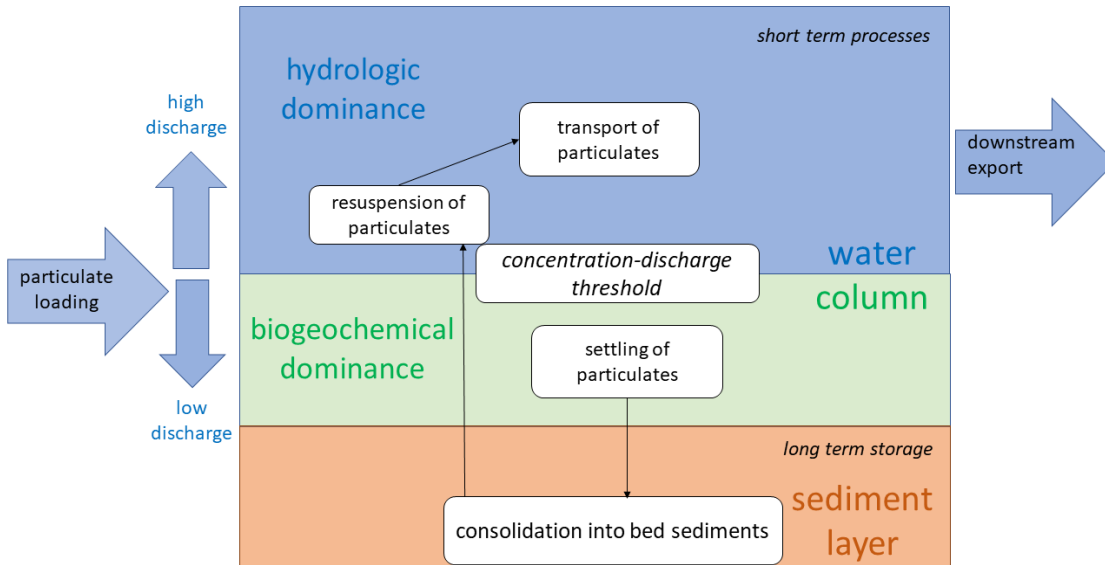 short term processes
hydrologic
dominance
high
discharge
transport of
particulates
downstream
export
resuspension of
particulates
particulate
loading
concentration-discharge
threshold
water
column
biogeochemical
dominance
settling of
particulates
low
discharge
long term storage
consolidation into bed sediments
sediment
layer